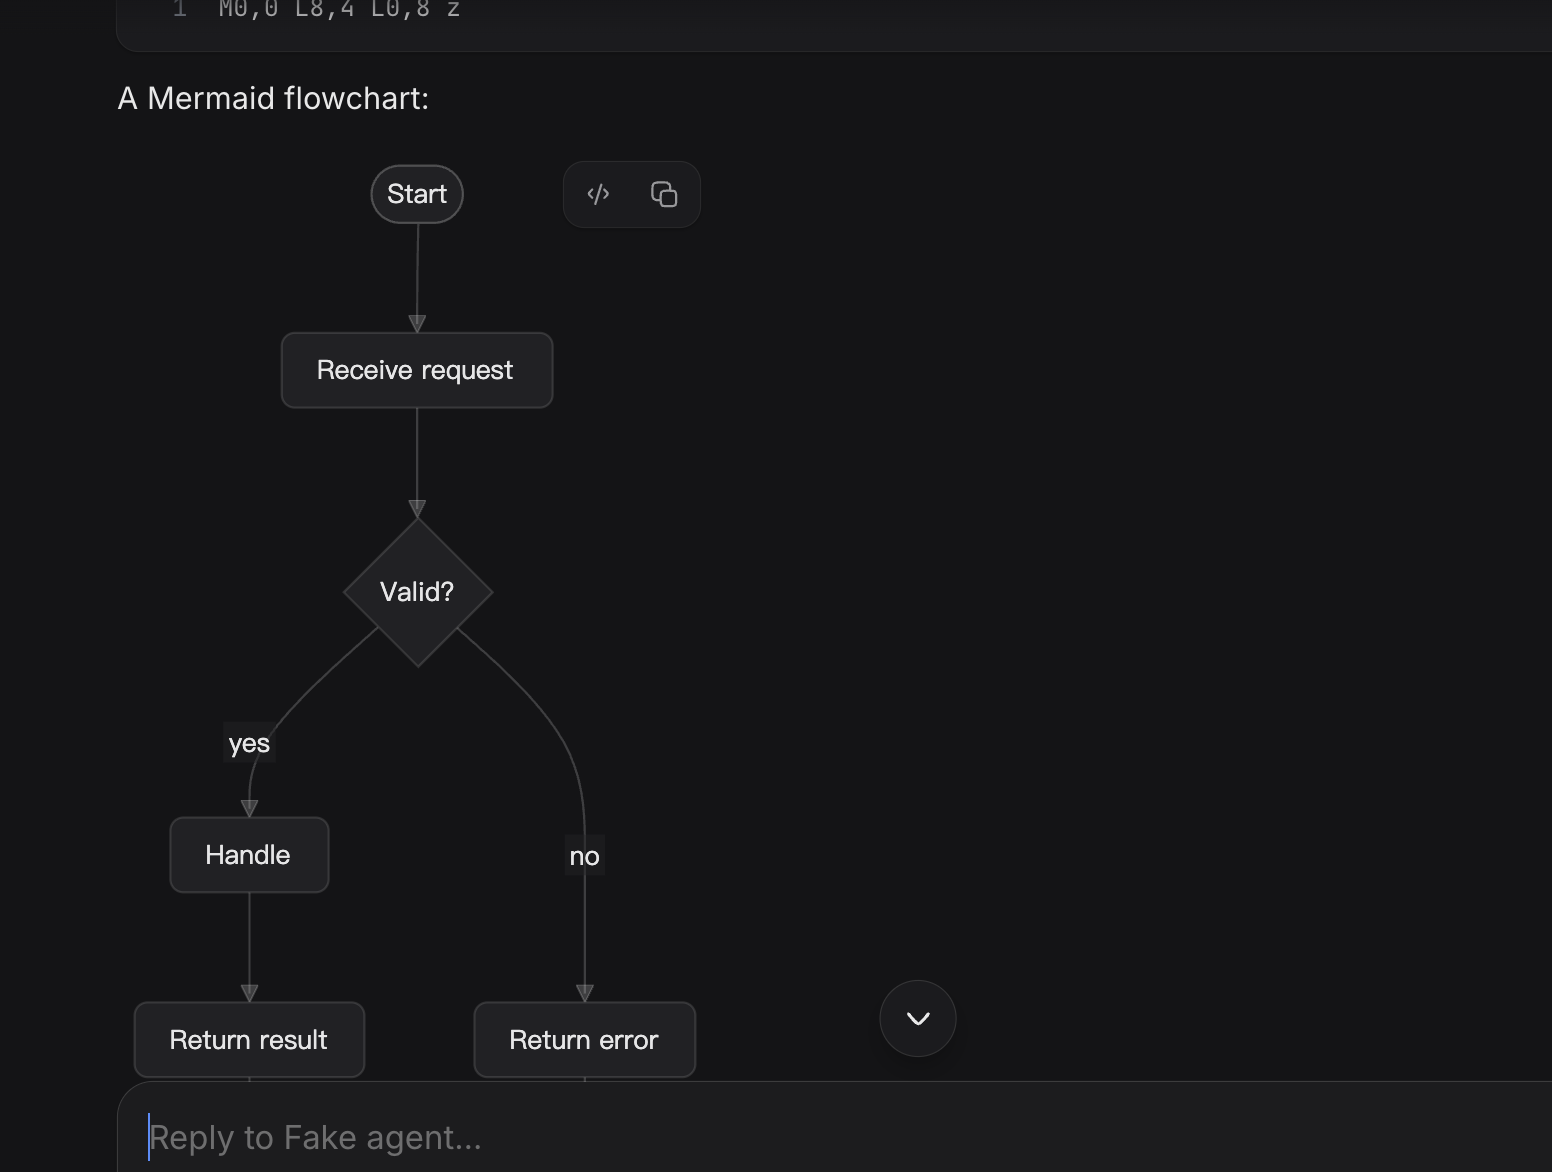 1 M0,0 L8,4 L0,8 z
A Mermaid flowchart:
Start
</>
Receive request
Valid?
yes
Handle
no
Return result
Return error
Reply to Fake agent...